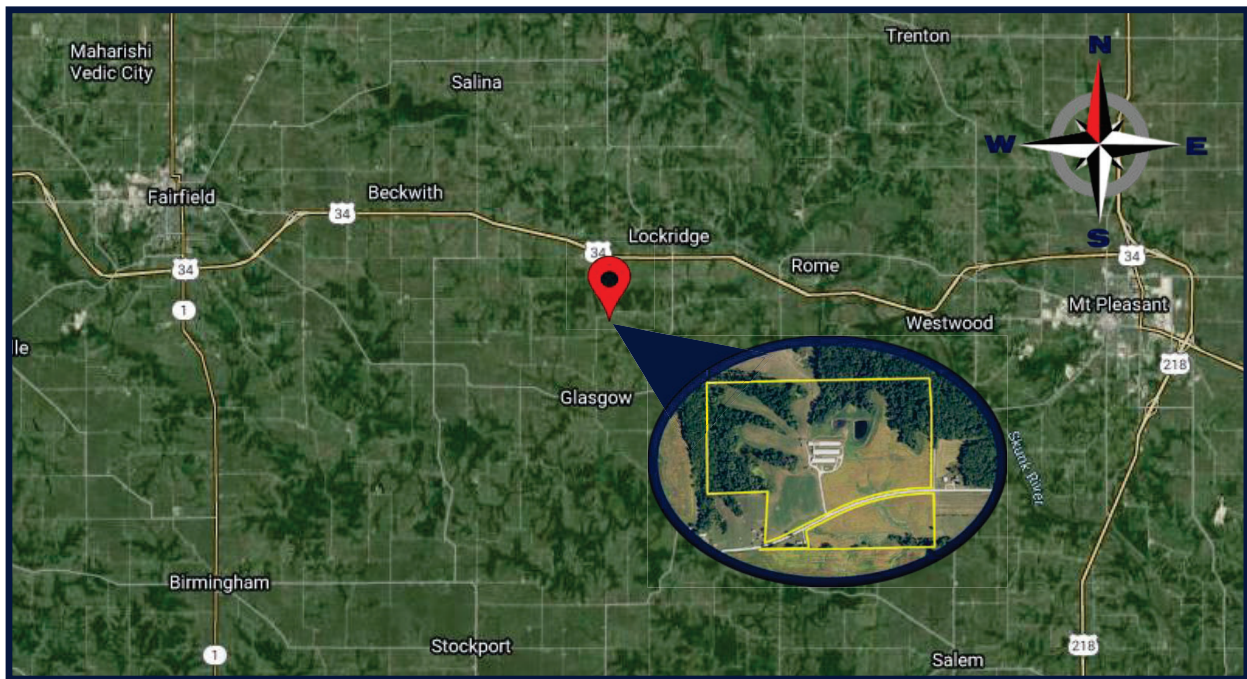 Trenton
N
Maharishi
Vedic City
Salina
W
E
Fairfield
Beckwith
34
Lockridge
S
34
34
34
Rome
1
Mt Pleasant
Westwood
lle
218
Glasgow
Skunk River
Birmingham
Stockport
218
1
Salem